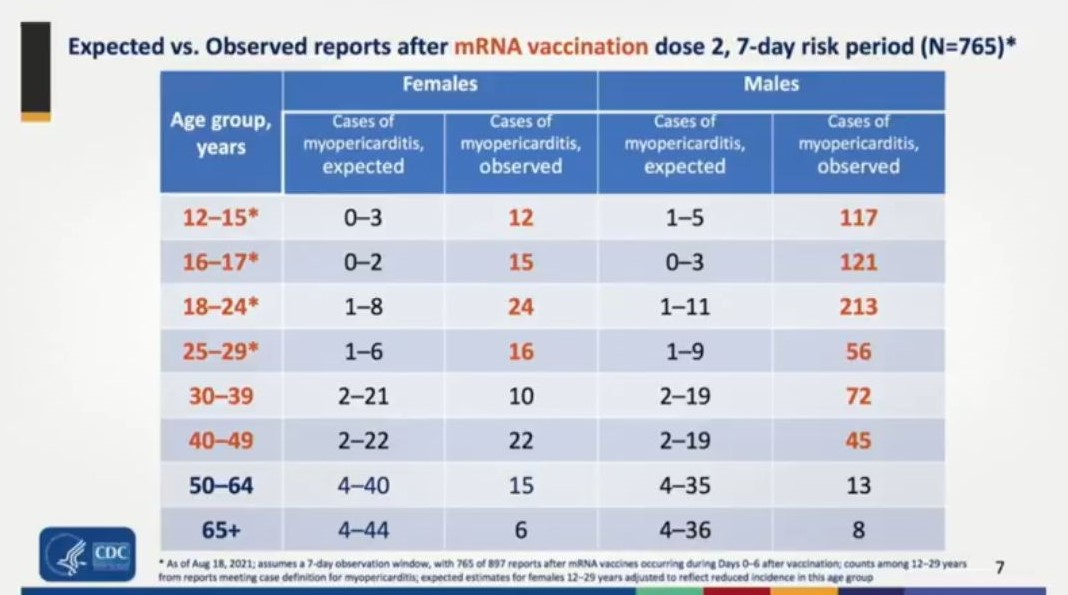 Expected vs. Observed reports after mRNA vaccination dose 2, 7-day risk period (N=765)*
Females Males
Age group, years Cases of myopericarditis, expected Cases of myopericarditis, observed Cases of myopericarditis, expected Cases of myopericarditis, observed
12–15* 0–3 12 1–5 117
16–17* 0–2 15 0–3 121
18–24* 1–8 24 1–11 213
25–29* 1–6 16 1–9 56
30–39 2–21 10 2–19 72
40–49 2–22 22 2–19 45
50–64 4–40 15 4–35 13
65+ 4–44 6 4–36 8
CDC
* As of Aug 18, 2021; assumes a 7-day observation window, with 765 of 897 reports after mRNA vaccines occurring during Days 0–6 after vaccination; counts among 12–29 years
from reports meeting case definition for myopericarditis; expected estimates for females 12–29 years adjusted to reflect reduced incidence in this age group
7